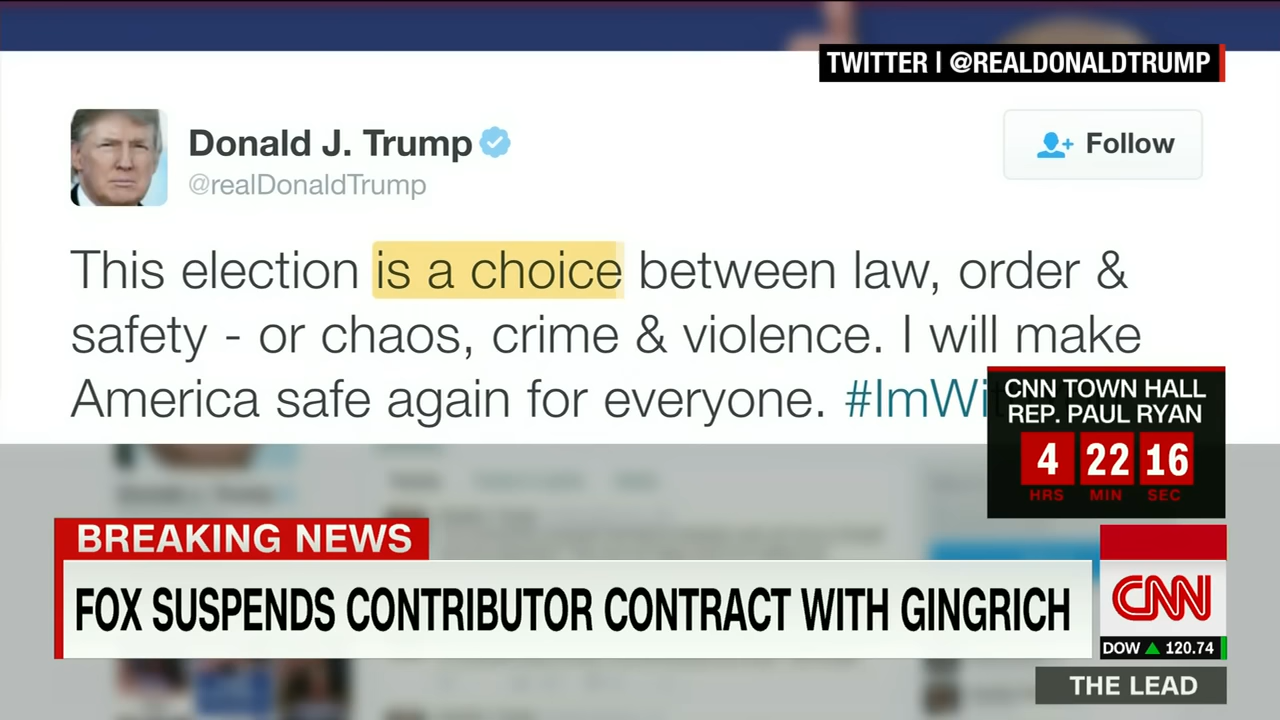 TWITTER | @REALDONALDTRUMP
Donald J. Trump
@realDonaldTrump
Follow
This election is a choice between law, order &
safety - or chaos, crime & violence. I will make
America safe again for everyone. #ImWi
CNN TOWN HALL
REP. PAUL RYAN
4 22 16
HRS MIN SEC
BREAKING NEWS
FOX SUSPENDS CONTRIBUTOR CONTRACT WITH GINGRICH
CNN
DOW 120.74
THE LEAD